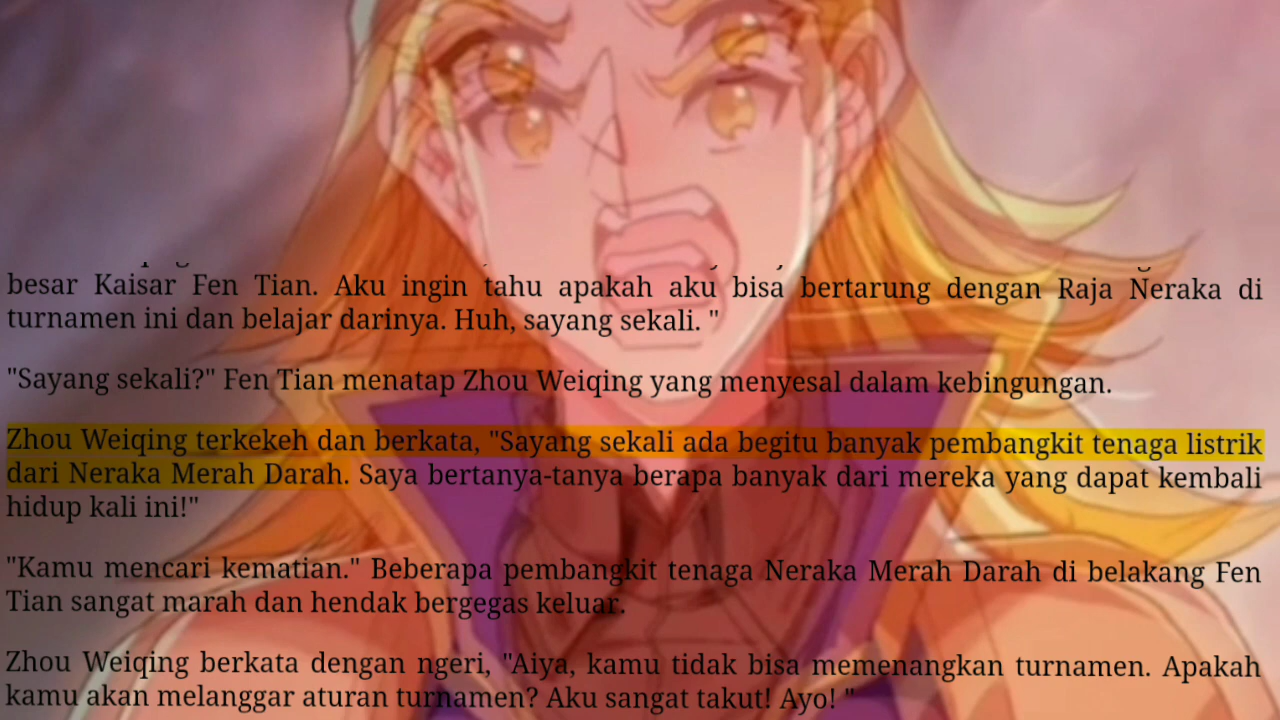 besar Kaisar Fen Tian. Aku ingin tahu apakah aku bisa bertarung dengan Raja Neraka di
turnamen ini dan belajar darinya. Huh, sayang sekali. "
"Sayang sekali?" Fen Tian menatap Zhou Weiqing yang menyesal dalam kebingungan.
Zhou Weiqing terkekeh dan berkata, "Sayang sekali ada begitu banyak pembangkit tenaga listrik
dari Neraka Merah Darah. Saya bertanya-tanya berapa banyak dari mereka yang dapat kembali
hidup kali ini!"
"Kamu mencari kematian." Beberapa pembangkit tenaga Neraka Merah Darah di belakang Fen
Tian sangat marah dan hendak bergegas keluar.
Zhou Weiqing berkata dengan ngeri, "Aiya, kamu tidak bisa memenangkan turnamen. Apakah
kamu akan melanggar aturan turnamen? Aku sangat takut! Ayo! "